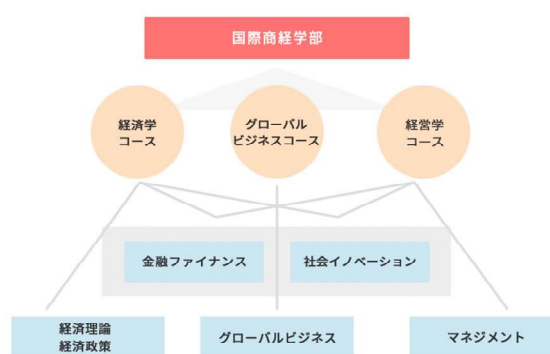 国際商経学部
経済学
コース
グローバル
ビジネスコース
経営学
コース
金融ファイナンス
社会イノベーション
経済理論
経済政策
グローバルビジネス
マネジメント